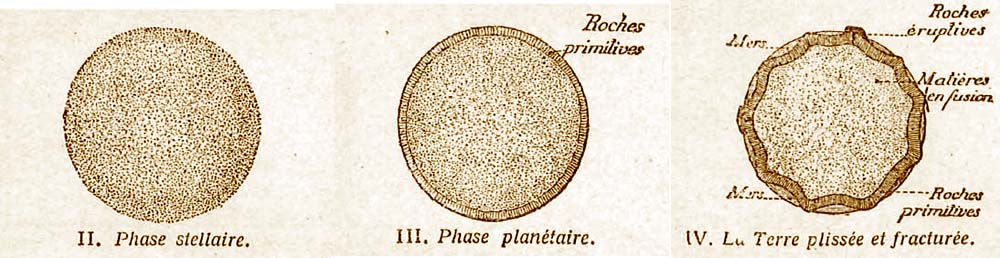 II. Phase stellaire.
Roches
primitives
III. Phase planétaire.
Mers
Roches
éruptives
Matières
en fusion
Mers
Roches
primitives
IV. La Terre plissée et fracturée.